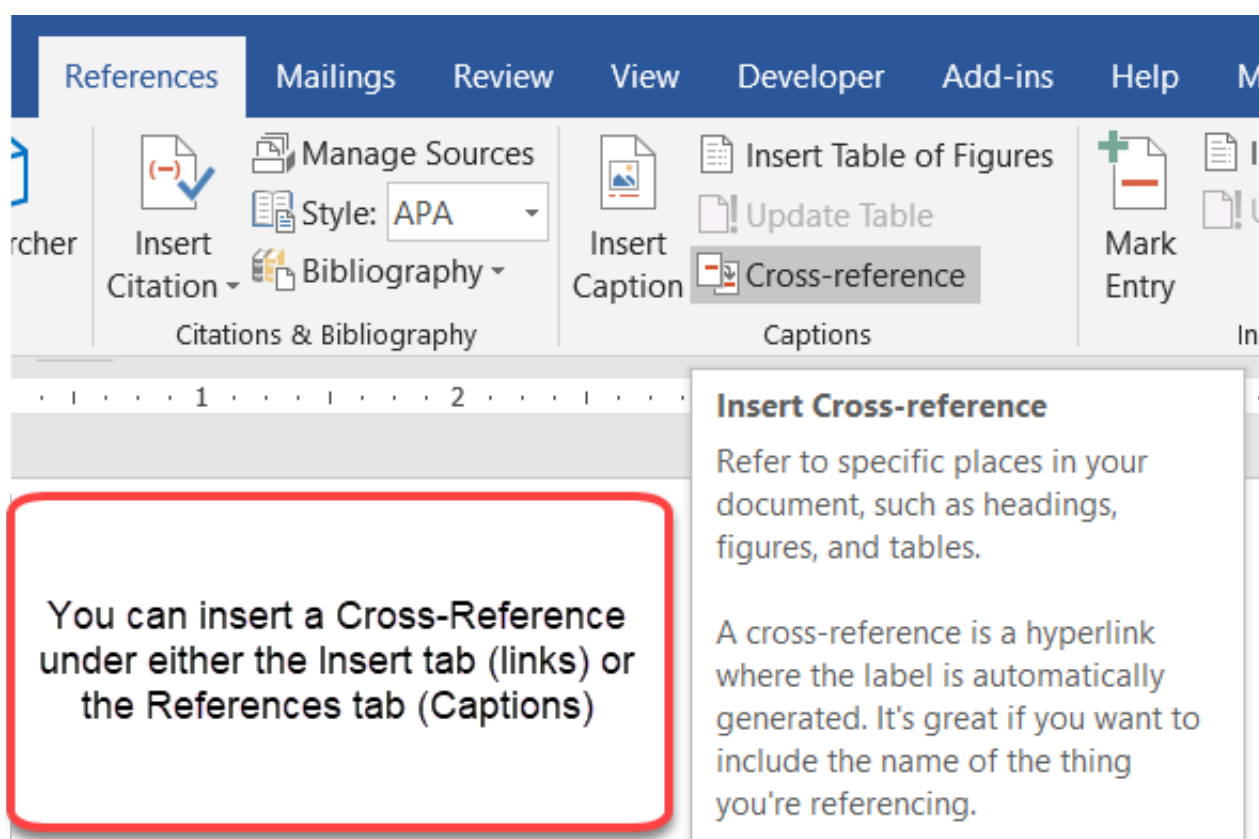 References Mailings Review View Developer Add-ins Help
Manage Sources
Insert Table of Figures
Style: APA
Update Table
Insert
Citation
Bibliography
Insert
Caption
Cross-reference
Mark
Entry
Citations & Bibliography
Captions
1 2
Insert Cross-reference
Refer to specific places in your
document, such as headings,
figures, and tables.
A cross-reference is a hyperlink
where the label is automatically
generated. It's great if you want to
include the name of the thing
you're referencing.
You can insert a Cross-Reference
under either the Insert tab (links) or
the References tab (Captions)